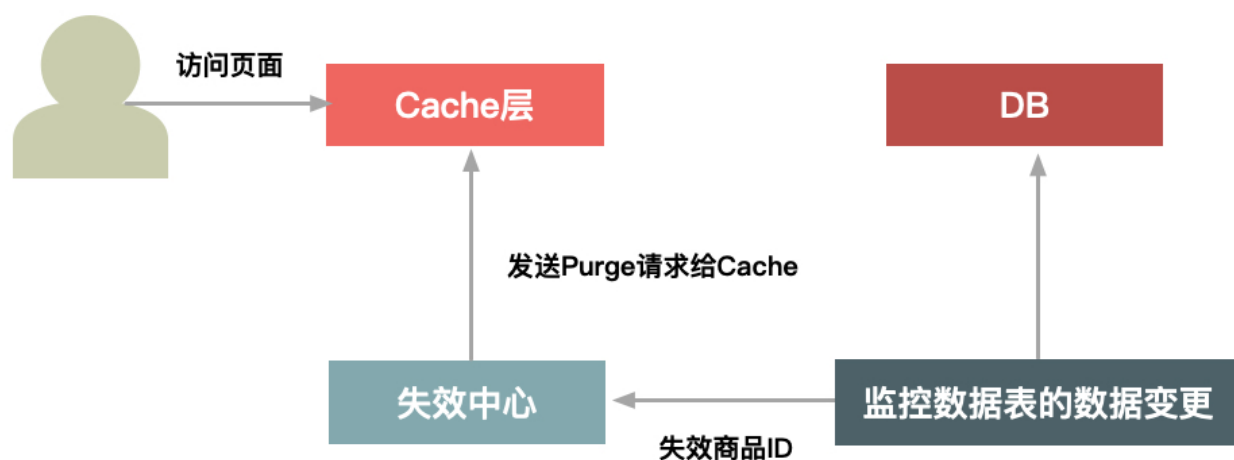 访问页面
Cache层
DB
发送Purge请求给Cache
失效中心
监控数据表的数据变更
失效商品ID